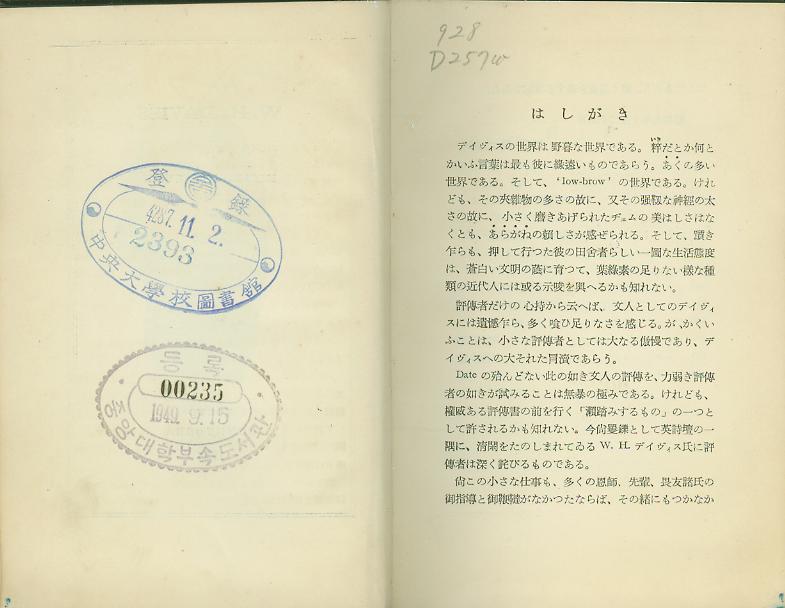 登錄
4287.11.2.
2393
中央大學校圖書館
등록
00235
1949.9.15
중앙대학부속도서관
928
D257w
はしがき
デイヴィスの世界は野暮な世界である。粹だとか何と
いき
かいふ言葉は最も彼に緣遠いものであらう。あくの多い
世界である。そして、'low-brow' の世界である。けれ
ども、その夾雜物の多さの故に、又その强靱な神經の太
さの故に、小さく磨きあげられたヂェムの美はしさはな
くとも、あらがねの賴しさが感ぜられる。そして、躓き
乍らも、押して行つた彼の田舍者らしい一圖な生活態度
は、蒼白い文明の蔭に育つて、葉綠素の足りない樣な種
類の近代人には或る示唆を與へるかも知れない。
評傳者だけの心持から云へば、文人としてのデイヴィ
スには遺憾乍ら、多く喰ひ足りなさを感じる。が、かくい
ふことは、小さな評傳者としては大なる傲慢であり、デ
イヴィスへの大それた冐瀆であらう。
Date の殆んどない此の如き文人の評傳を、力弱き評傳
者の如きが試みることは無暴の極みである。けれども、
權威ある評傳書の前を行く「瀨踏みするもの」の一つと
して許されるかも知れない。今尙矍鑠として英詩壇の一
隅に、淸閑をたのしまれてゐる W. H. デイヴィス氏に評
傳者は深く詫びるものである。
尙この小さな仕事も、多くの恩師、先輩、畏友諸氏の
御指導と御鞭韃がなかつたならば、その緖にもつかなか